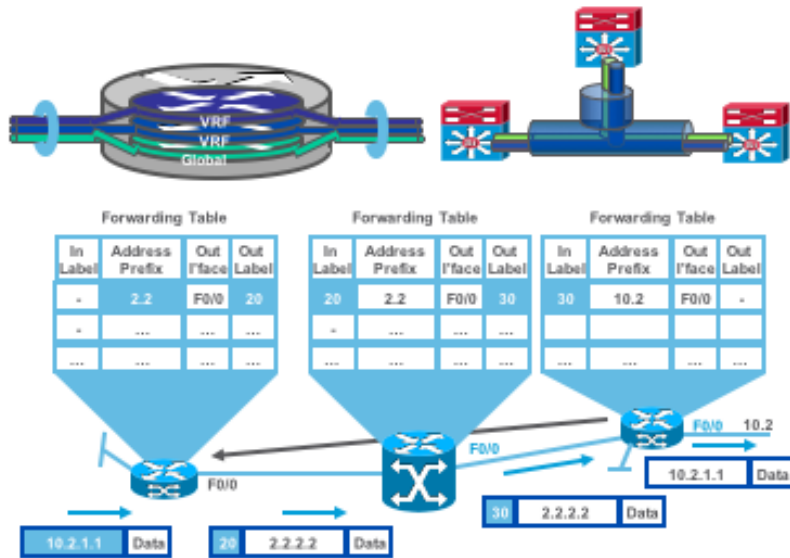 VRF
VRF
Global
Forwarding Table
In Label Address Prefix Out I'face Out Label
- 2.2 F0/0 20
- ... ... ...
... ... ... ...
Forwarding Table
In Label Address Prefix Out I'face Out Label
20 2.2 F0/0 30
- ... ... ...
... ... ... ...
Forwarding Table
In Label Address Prefix Out I'face Out Label
30 10.2 F0/0 -
... ... ... ...
F0/0
F0/0
F0/0 10.2
10.2.1.1 Data
20 2.2.2.2 Data
30 2.2.2.2 Data
10.2.1.1 Data